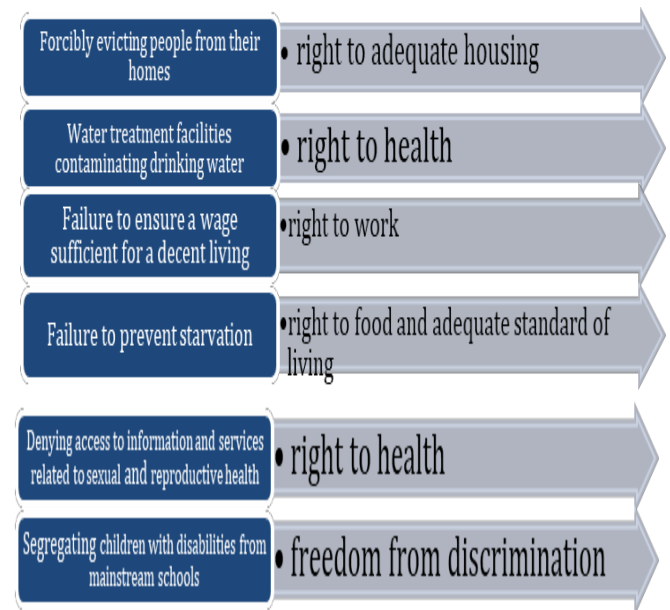 Forcibly evicting people from their
homes
• right to adequate housing
Water treatment facilities
contaminating drinking water
• right to health
Failure to ensure a wage
sufficient for a decent living
•right to work
Failure to prevent starvation
•right to food and adequate standard of
living
Denying access to information and services
related to sexual and reproductive health
• right to health
Segregating children with disabilities from
mainstream schools
• freedom from discrimination